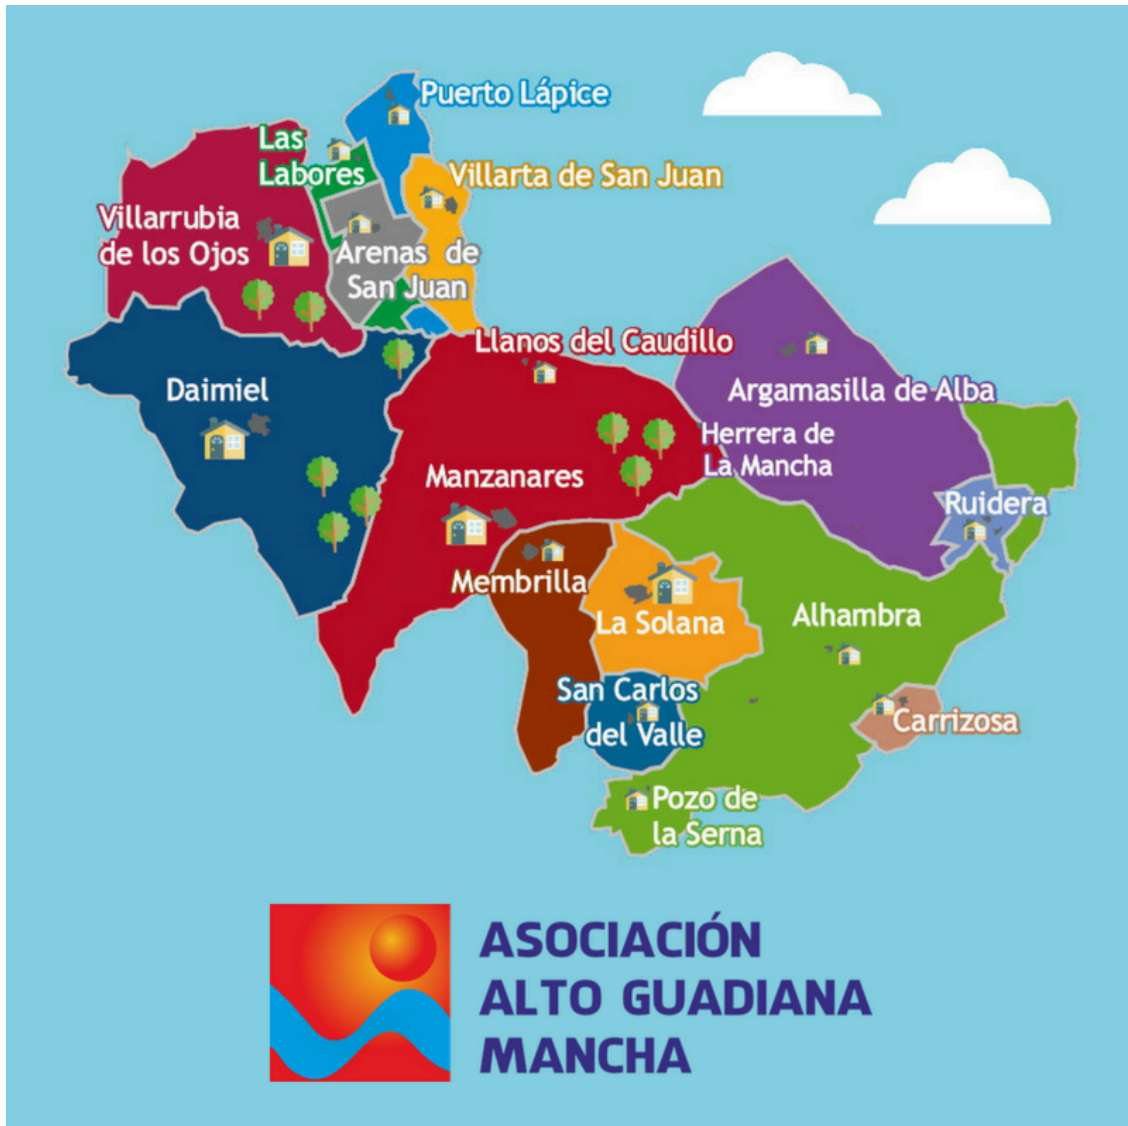 Puerto Lápice
Las
Labores
Villarta de San Juan
Villarrubia
de los Ojos
Arenas de
San Juan
Llanos del Caudillo
Daimiel
Argamasilla de Alba
Herrera de
La Mancha
Manzanares
Ruidera
Membrilla
La Solana
Alhambra
San Carlos
del Valle
Carrizosa
Pozo de
la Serna
ASOCIACIÓN
ALTO GUADIANA
MANCHA